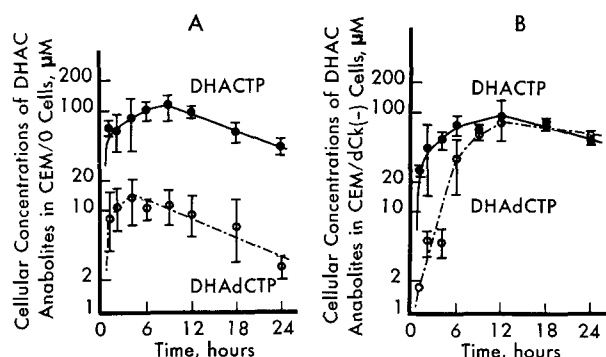 A
Cellular Concentrations of DHAC
Anabolites in CEM/0 Cells, µM
200
100
20
10
2
1
DHACTP
DHAdCTP
0 6 12 18 24
Time, hours
B
Cellular Concentrations of DHAC
Anabolites in CEM/dCk(-) Cells, µM
200
100
20
10
2
1
DHACTP
DHAdCTP
0 6 12 18 24
Time, hours